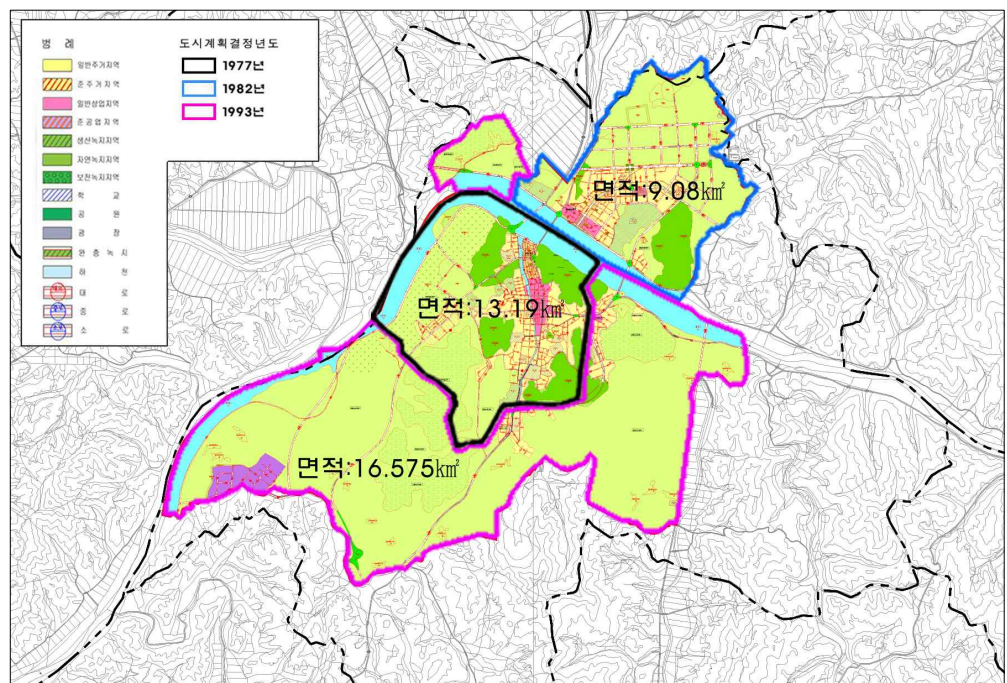 범 례
일반주거지역
준주거지역
일반상업지역
준공업지역
생산녹지지역
자연녹지지역
보전녹지지역
학 교
공 원
광 장
완충녹지
하 천
대 로
중 로
소 로
도시계획결정년도
1977년
1982년
1993년
면적:9.08㎢
면적:13.19㎢
면적:16.575㎢